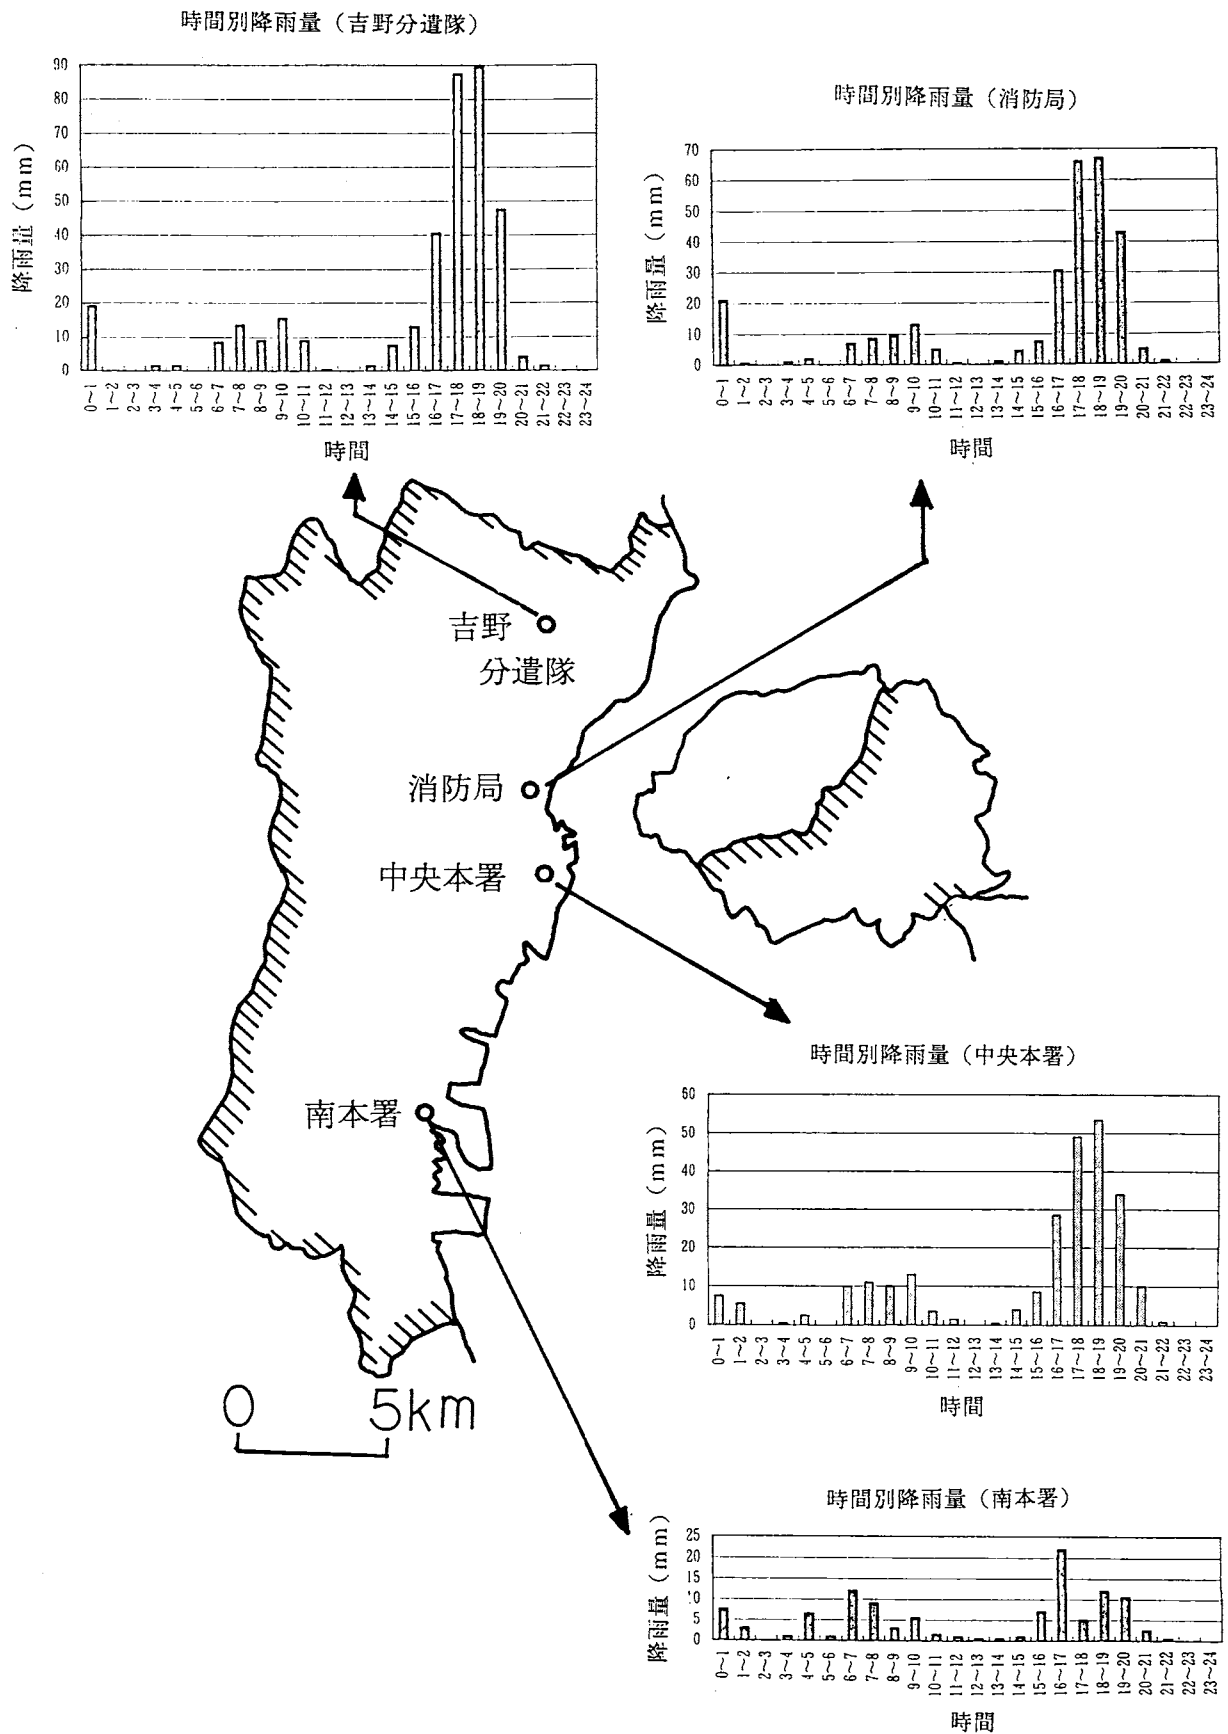 時間別降雨量（吉野分遣隊）
降雨量（mm）
90
80
70
60
50
40
30
20
10
0
0～1 1～2 2～3 3～4 4～5 5～6 6～7 7～8 8～9 9～10 10～11 11～12 12～13 13～14 14～15 15～16 16～17 17～18 18～19 19～20 20～21 21～22 22～23 23～24
時間
時間別降雨量（消防局）
降雨量（mm）
70
60
50
40
30
20
10
0
0～1 1～2 2～3 3～4 4～5 5～6 6～7 7～8 8～9 9～10 10～11 11～12 12～13 13～14 14～15 15～16 16～17 17～18 18～19 19～20 20～21 21～22 22～23 23～24
時間
吉野
分遣隊
消防局
中央本署
南本署
0 5km
時間別降雨量（中央本署）
降雨量（mm）
60
50
40
30
20
10
0
0～1 1～2 2～3 3～4 4～5 5～6 6～7 7～8 8～9 9～10 10～11 11～12 12～13 13～14 14～15 15～16 16～17 17～18 18～19 19～20 20～21 21～22 22～23 23～24
時間
時間別降雨量（南本署）
降雨量（mm）
25
20
15
10
5
0
0～1 1～2 2～3 3～4 4～5 5～6 6～7 7～8 8～9 9～10 10～11 11～12 12～13 13～14 14～15 15～16 16～17 17～18 18～19 19～20 20～21 21～22 22～23 23～24
時間